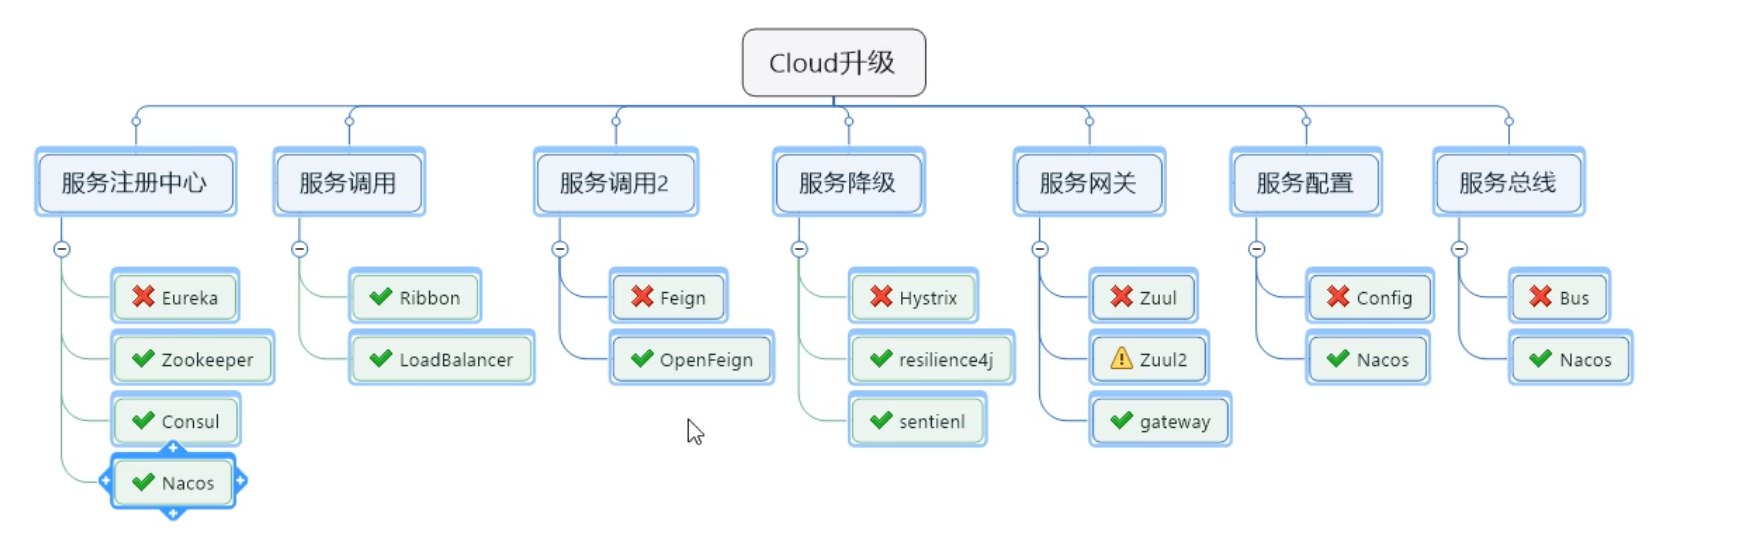 Cloud升级
服务注册中心
Eureka
Zookeeper
Consul
Nacos
服务调用
Ribbon
LoadBalancer
服务调用2
Feign
OpenFeign
服务降级
Hystrix
resilience4j
sentienl
服务网关
Zuul
Zuul2
gateway
服务配置
Config
Nacos
服务总线
Bus
Nacos